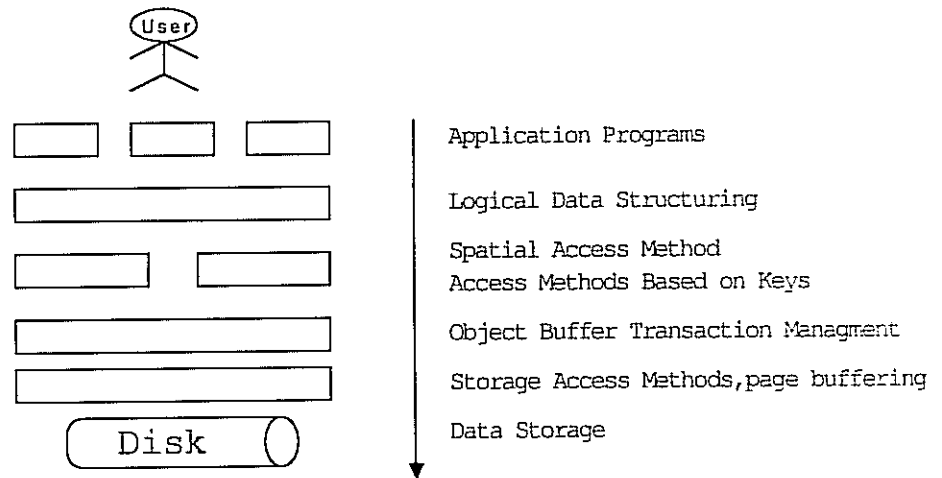 User
Application Programs
Logical Data Structuring
Spatial Access Method
Access Methods Based on Keys
Object Buffer Transaction Managment
Storage Access Methods,page buffering
Disk
Data Storage